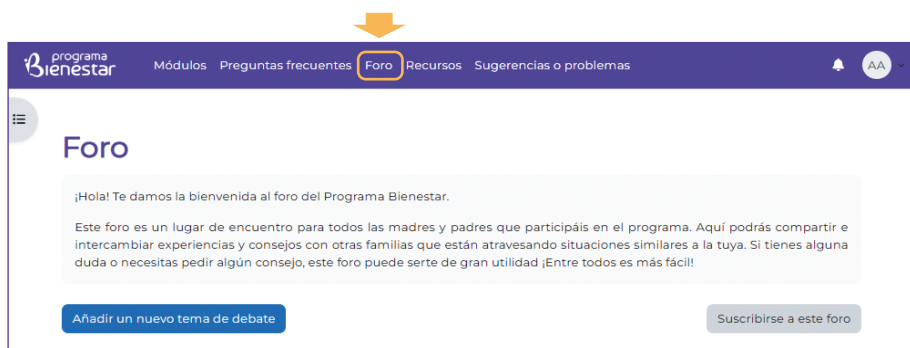 programa
Bienestar
Módulos Preguntas frecuentes Foro Recursos Sugerencias o problemas
AA
Foro
¡Hola! Te damos la bienvenida al foro del Programa Bienestar.
Este foro es un lugar de encuentro para todos las madres y padres que participáis en el programa. Aquí podrás compartir e
intercambiar experiencias y consejos con otras familias que están atravesando situaciones similares a la tuya. Si tienes alguna
duda o necesitas pedir algún consejo, este foro puede serte de gran utilidad ¡Entre todos es más fácil!
Añadir un nuevo tema de debate
Suscribirse a este foro